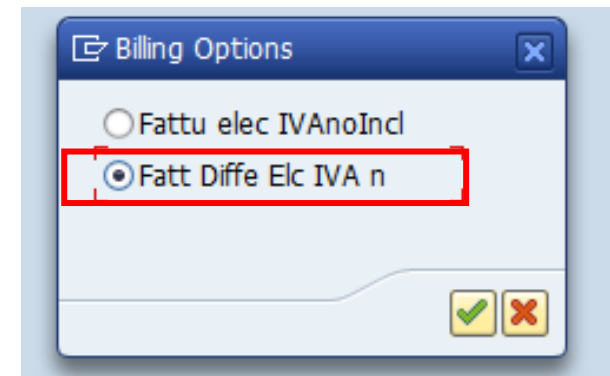 Billing Options
Fattu elec IVAnoIncl
Fatt Diffe Elc IVA n